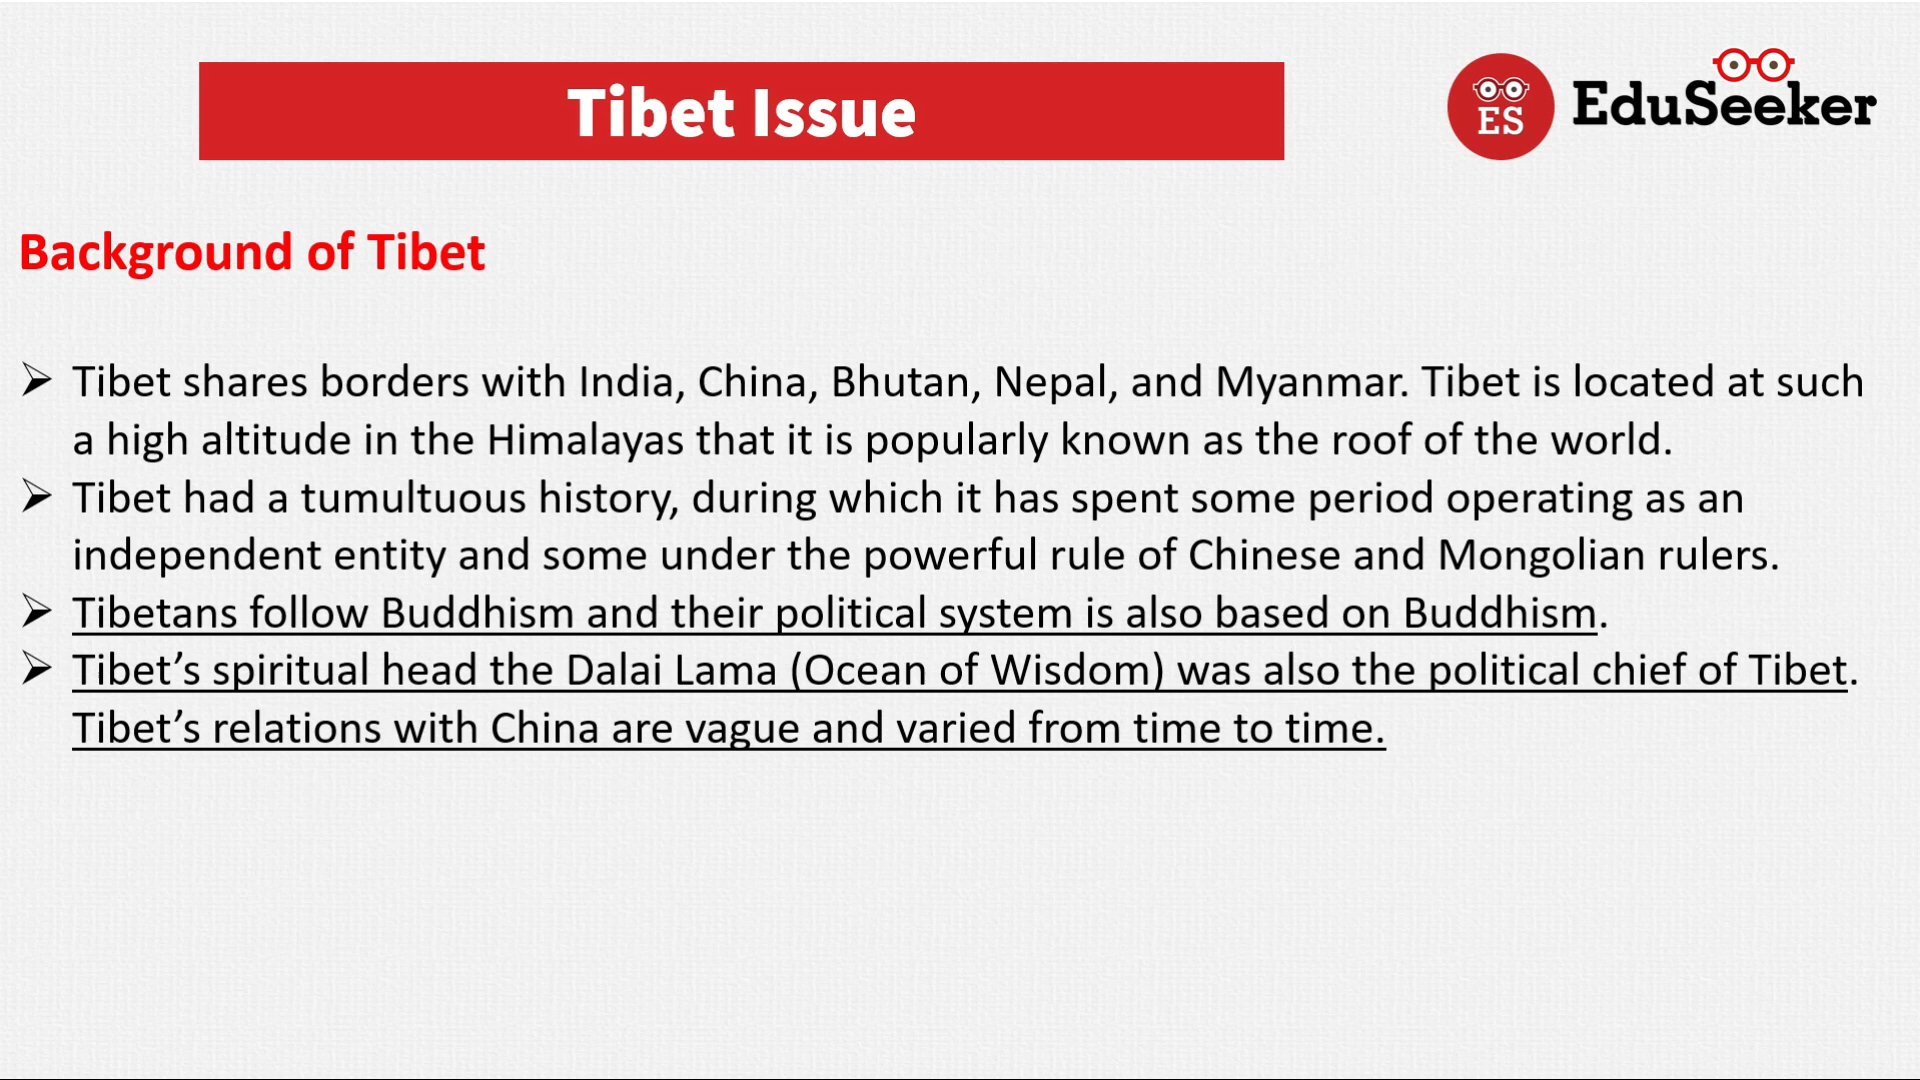 Tibet Issue
ES
EduSeeker
Background of Tibet
➢ Tibet shares borders with India, China, Bhutan, Nepal, and Myanmar. Tibet is located at such
a high altitude in the Himalayas that it is popularly known as the roof of the world.
➢ Tibet had a tumultuous history, during which it has spent some period operating as an
independent entity and some under the powerful rule of Chinese and Mongolian rulers.
➢ Tibetans follow Buddhism and their political system is also based on Buddhism.
➢ Tibet’s spiritual head the Dalai Lama (Ocean of Wisdom) was also the political chief of Tibet.
Tibet’s relations with China are vague and varied from time to time.